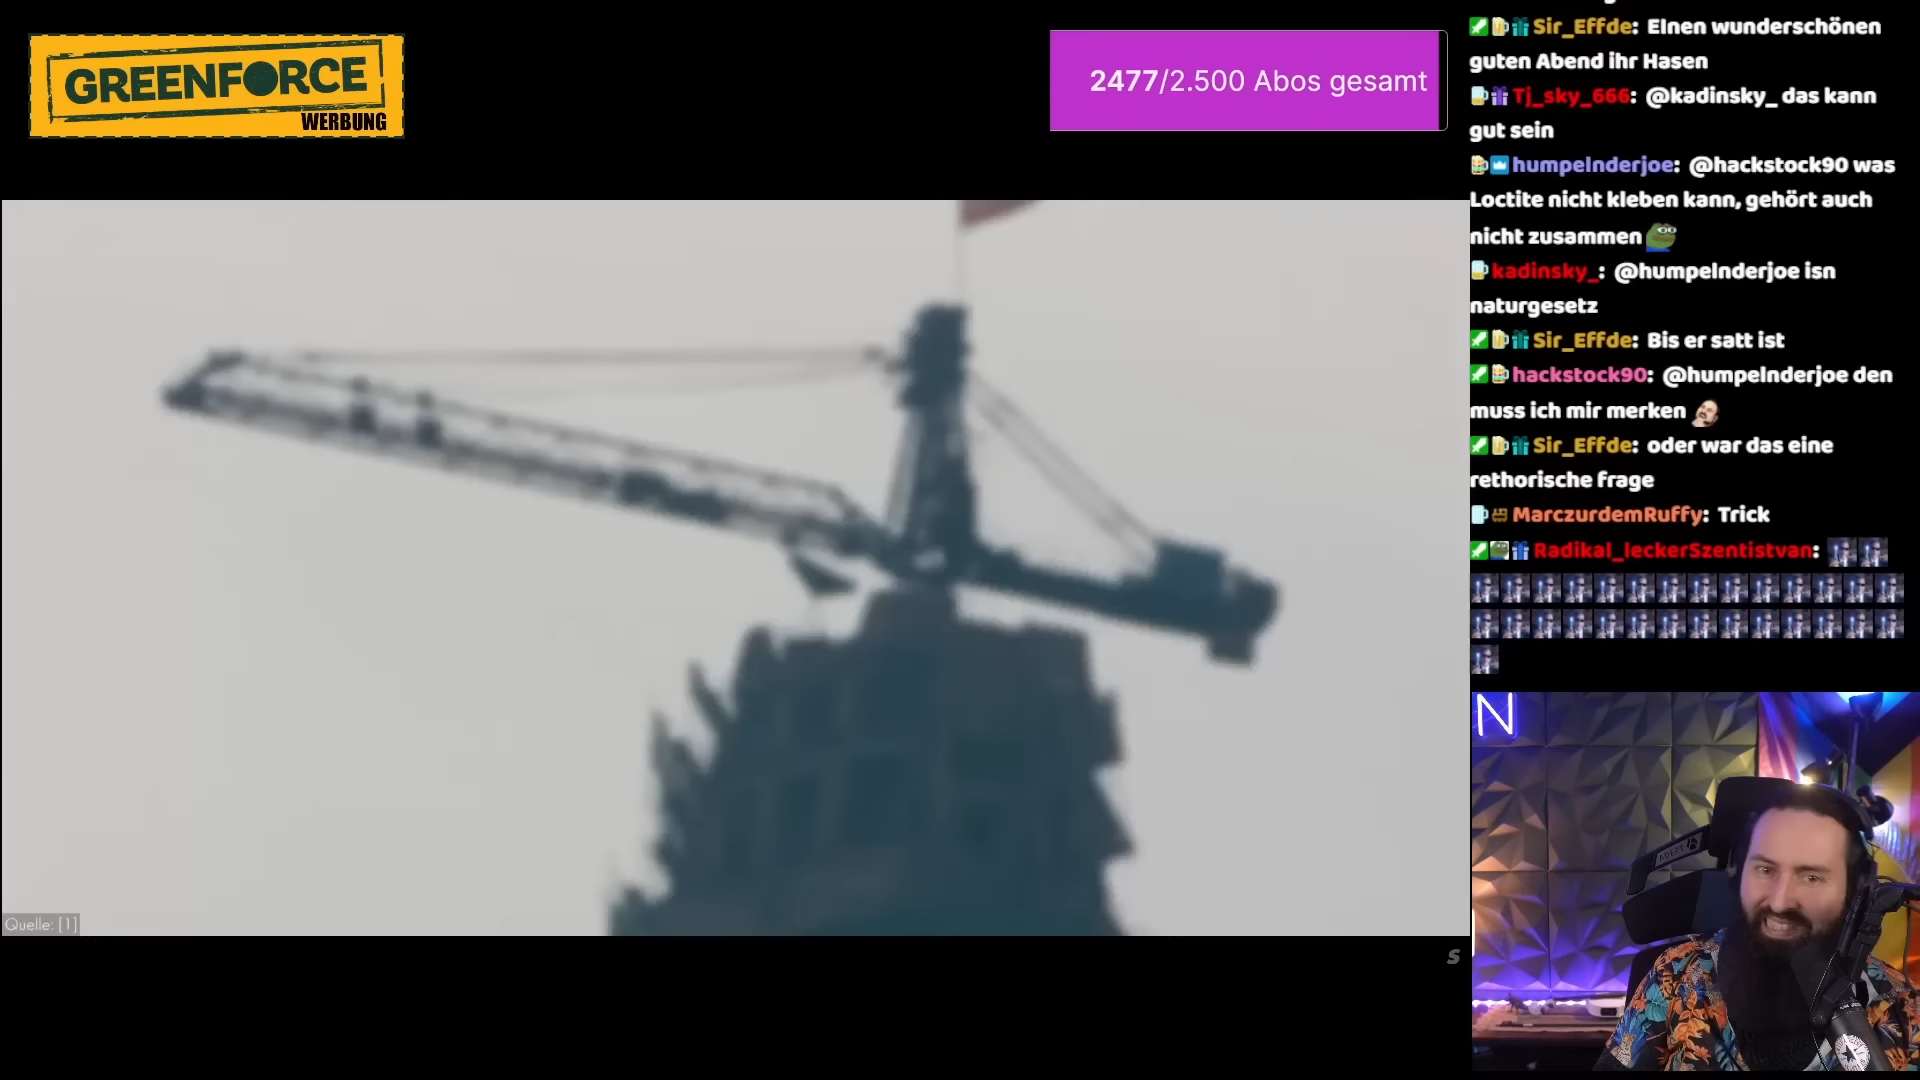 GREENFORCE
WERBUNG
2477/2.500 Abos gesamt
Sir_Effde: EInen wunderschönen
guten Abend ihr Hasen
Tj_sky_666: @kadinsky_ das kann
gut sein
humpelnderjoe: @hackstock90 was
Loctite nicht kleben kann, gehört auch
nicht zusammen
kadinsky_: @humpelnderjoe isn
naturgesetz
Sir_Effde: Bis er satt ist
hackstock90: @humpelnderjoe den
muss ich mir merken
Sir_Effde: oder war das eine
rethorische frage
MarczurdemRuffy: Trick
Radikal_leckerSzentistvan:
N
ADEPT
Quelle: [1]
S